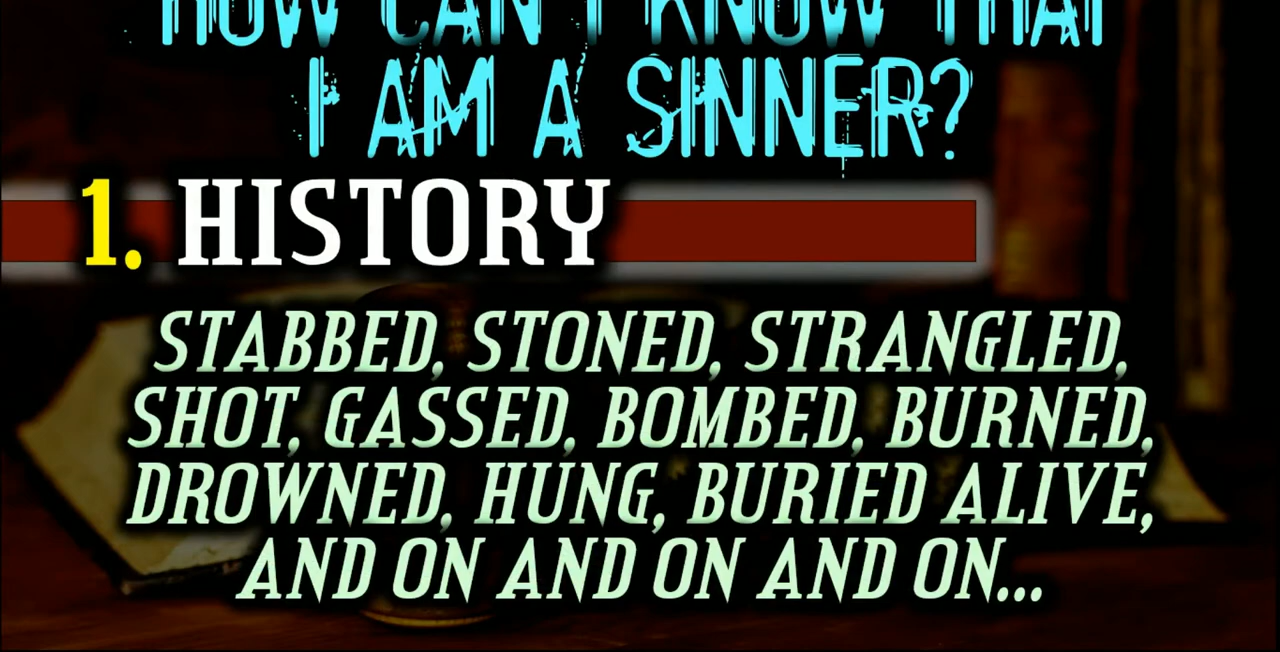 HOW CAN I KNOW THAT
I AM A SINNER?
1. HISTORY
STABBED, STONED, STRANGLED,
SHOT, GASSED, BOMBED, BURNED,
DROWNED, HUNG, BURIED ALIVE,
AND ON AND ON AND ON...